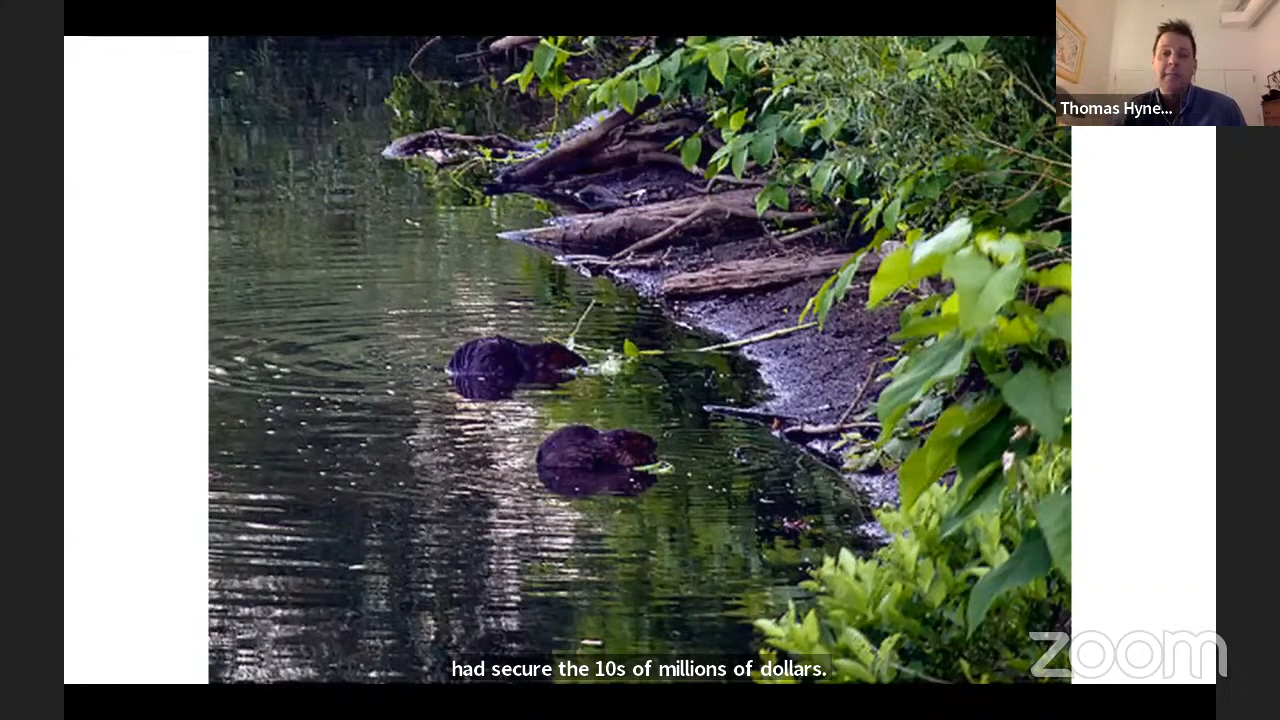 Thomas Hyne...
had secure the 10s of millions of dollars.
zoom